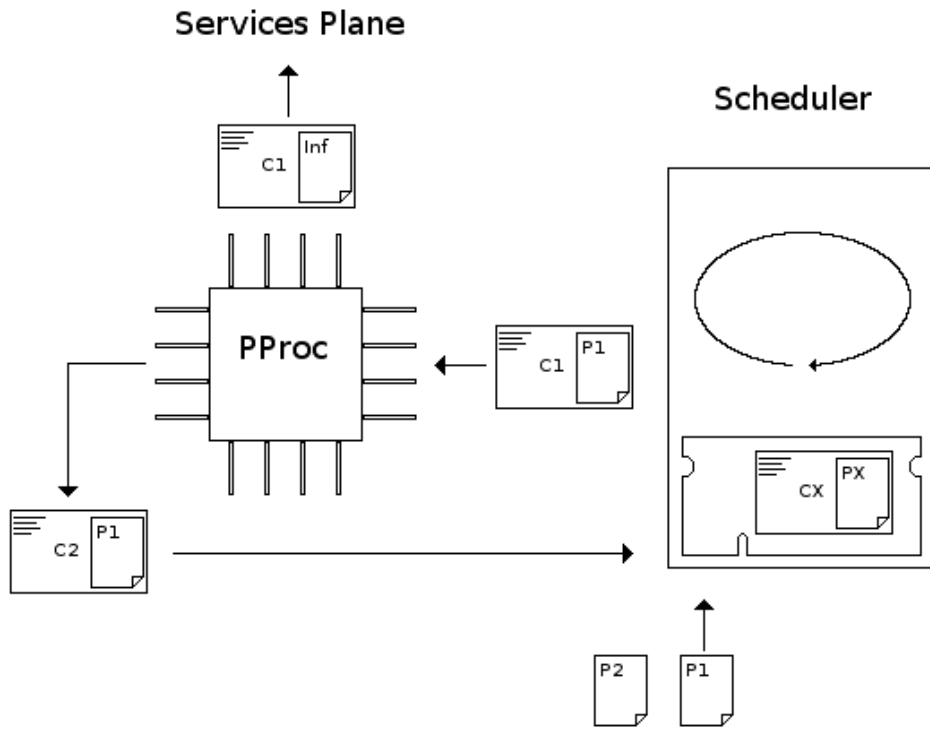 Services Plane
Scheduler
Inf
C1
PProc
P1
C1
PX
CX
P1
C2
P2
P1